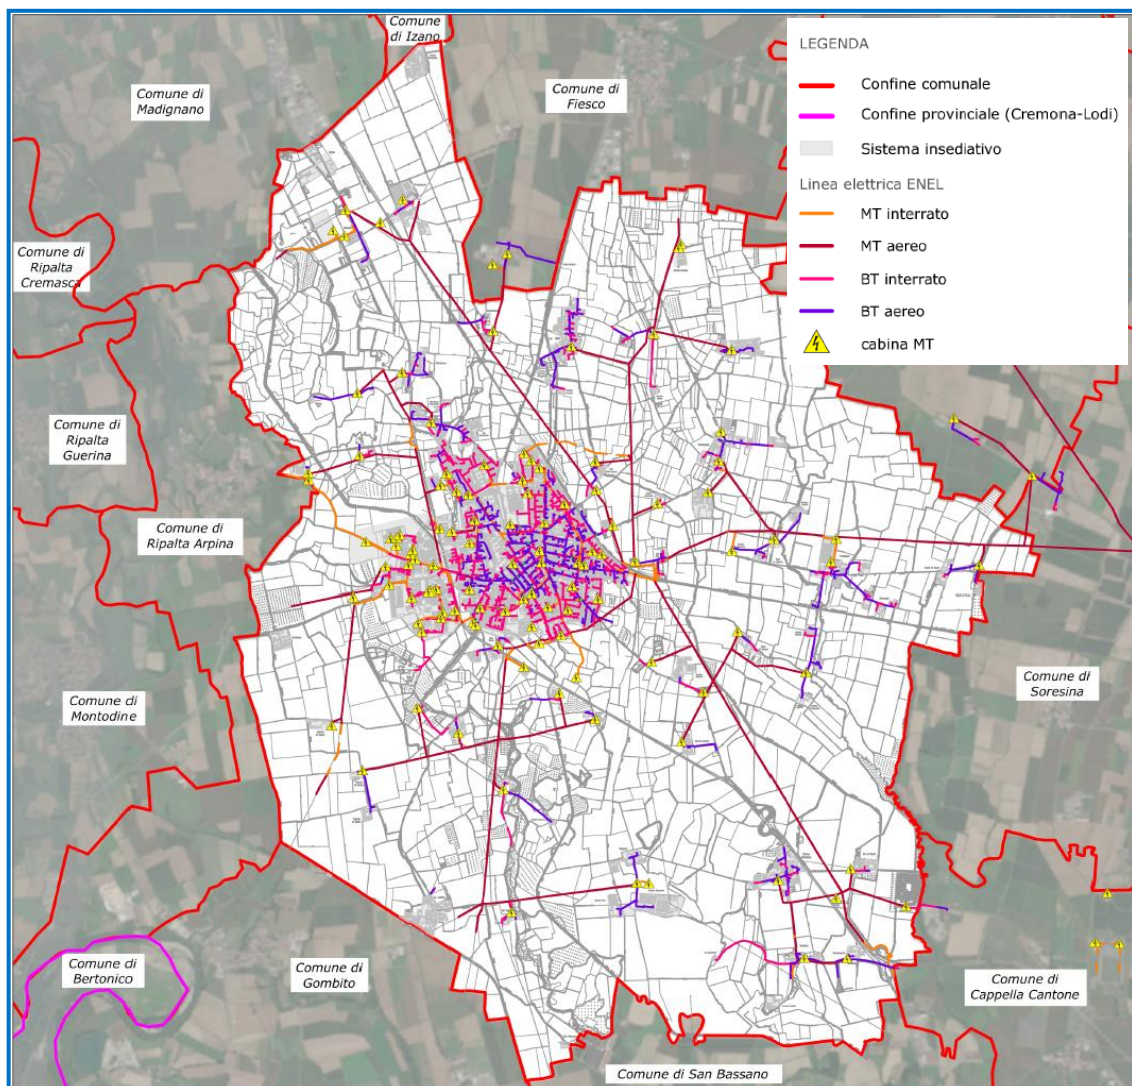 Comune
di Izano
Comune di
Madignano
Comune di
Fiesco
LEGENDA
Confine comunale
Confine provinciale (Cremona-Lodi)
Sistema insediativo
Linea elettrica ENEL
MT interrato
MT aereo
BT interrato
BT aereo
cabina MT
Comune di
Ripalta
Cremasca
Comune di
Ripalta
Guerina
Comune di
Ripalta Arpina
Comune di
Montodine
Comune di
Soresina
Comune di
Bertonico
Comune di
Gombito
Comune di
Cappella Cantone
Comune di San Bassano